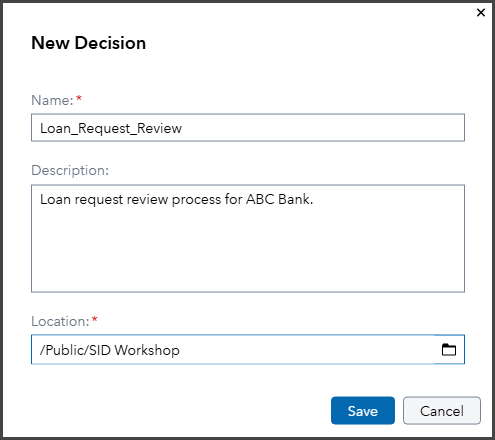 New Decision
Name: *
Loan_Request_Review
Description:
Loan request review process for ABC Bank.
Location: *
/Public/SID Workshop
Save Cancel